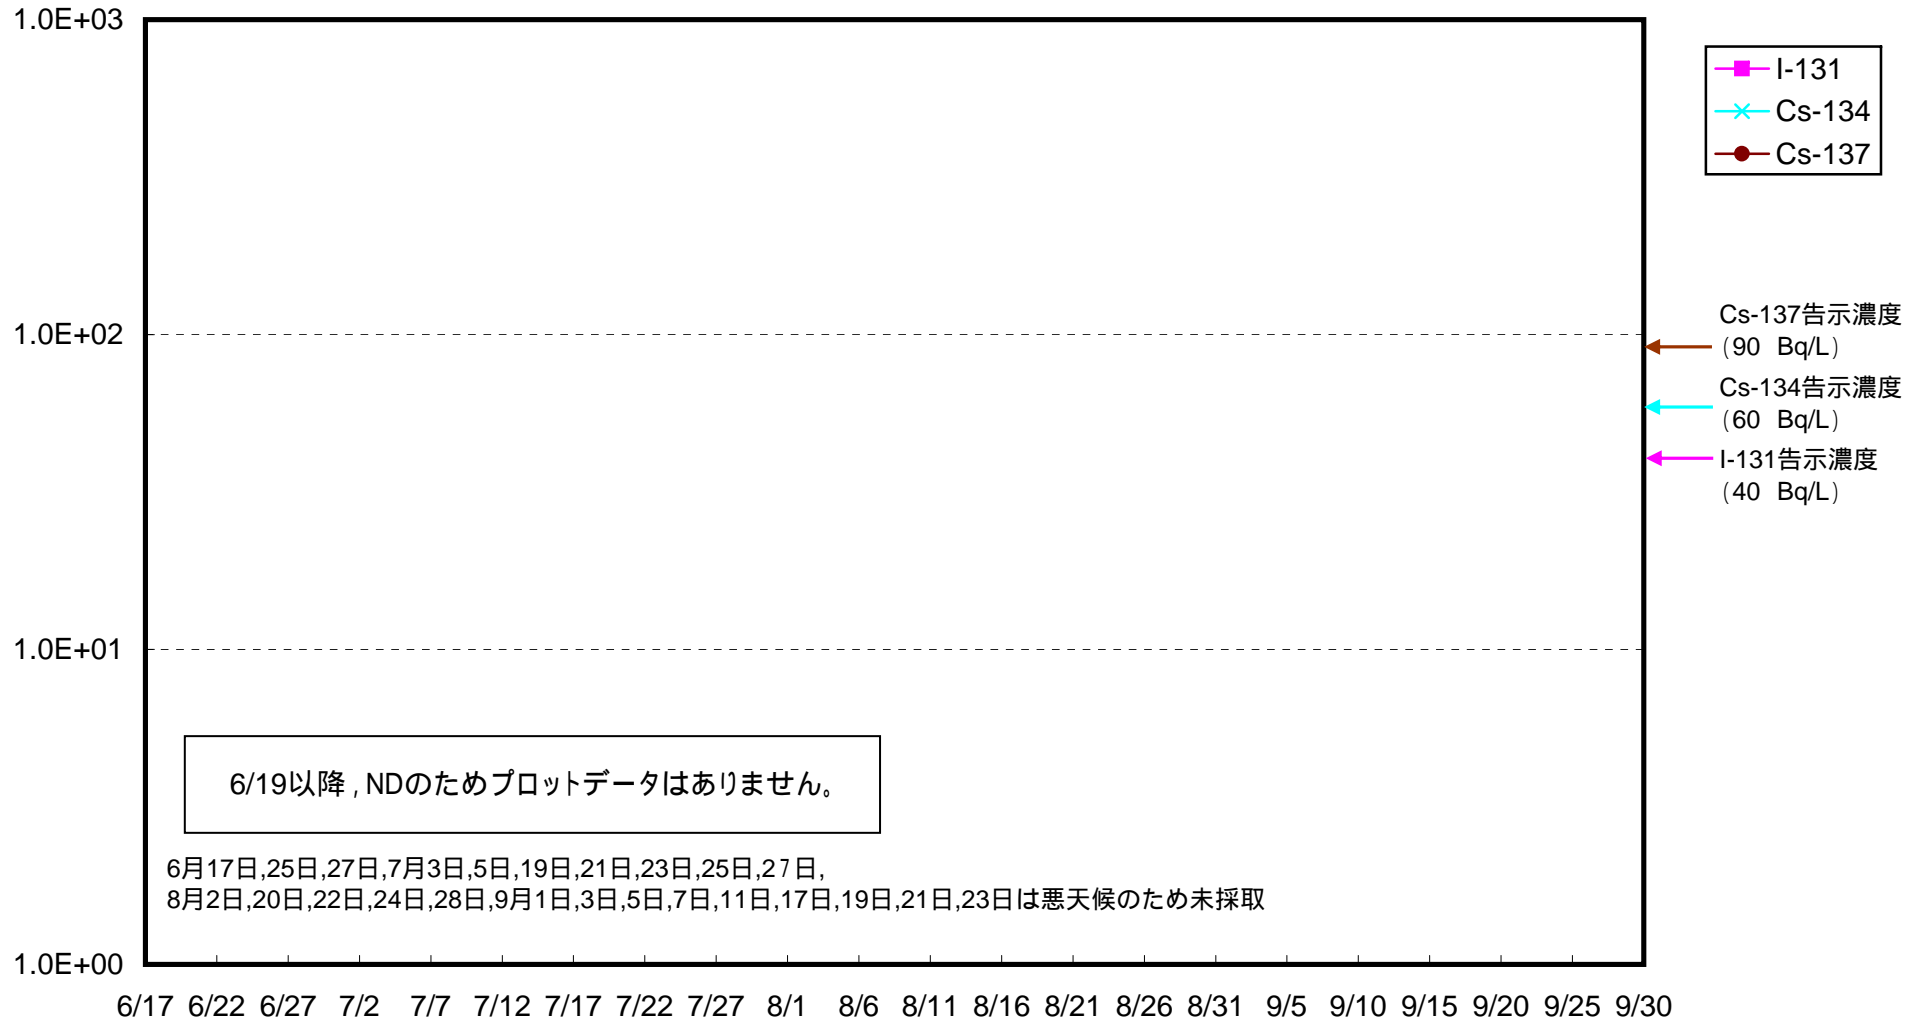 1.0E+03
1.0E+02
1.0E+01
1.0E+00
I-131
Cs-134
Cs-137
Cs-137告示濃度
(90 Bq/L)
Cs-134告示濃度
(60 Bq/L)
I-131告示濃度
(40 Bq/L)
6/19以降,NDのためプロットデータはありません。
6月17日,25日,27日,7月3日,5日,19日,21日,23日,25日,27日,
8月2日,20日,22日,24日,28日,9月1日,3日,5日,7日,11日,17日,19日,21日,23日は悪天候のため未採取
6/17 6/22 6/27 7/2 7/7 7/12 7/17 7/22 7/27 8/1 8/6 8/11 8/16 8/21 8/26 8/31 9/5 9/10 9/15 9/20 9/25 9/30